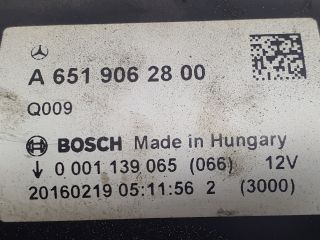 A 651 906 28 00
Q009
BOSCH Made in Hungary
↓ 0 001 139 065 (066) 12V
20160219 05:11:56 2 (3000)